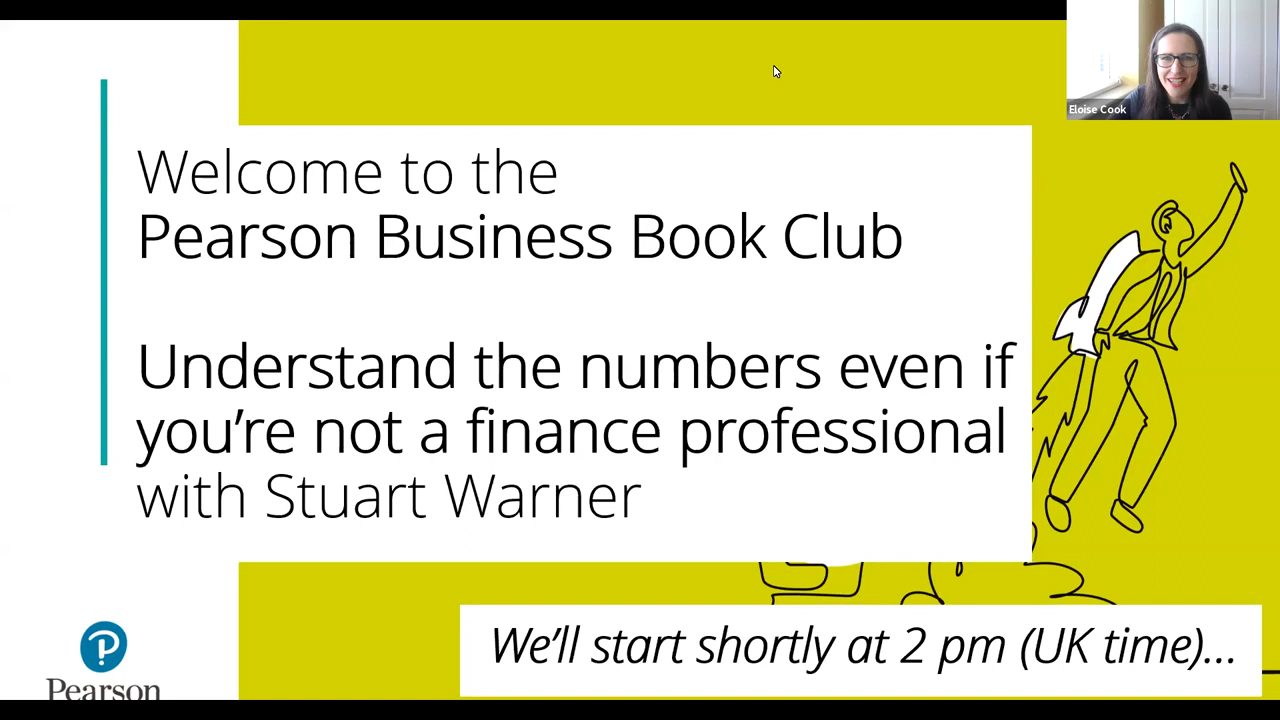 Eloise Cook
Welcome to the
Pearson Business Book Club
Understand the numbers even if
you're not a finance professional
with Stuart Warner
We'll start shortly at 2 pm (UK time)...
P
Pearson